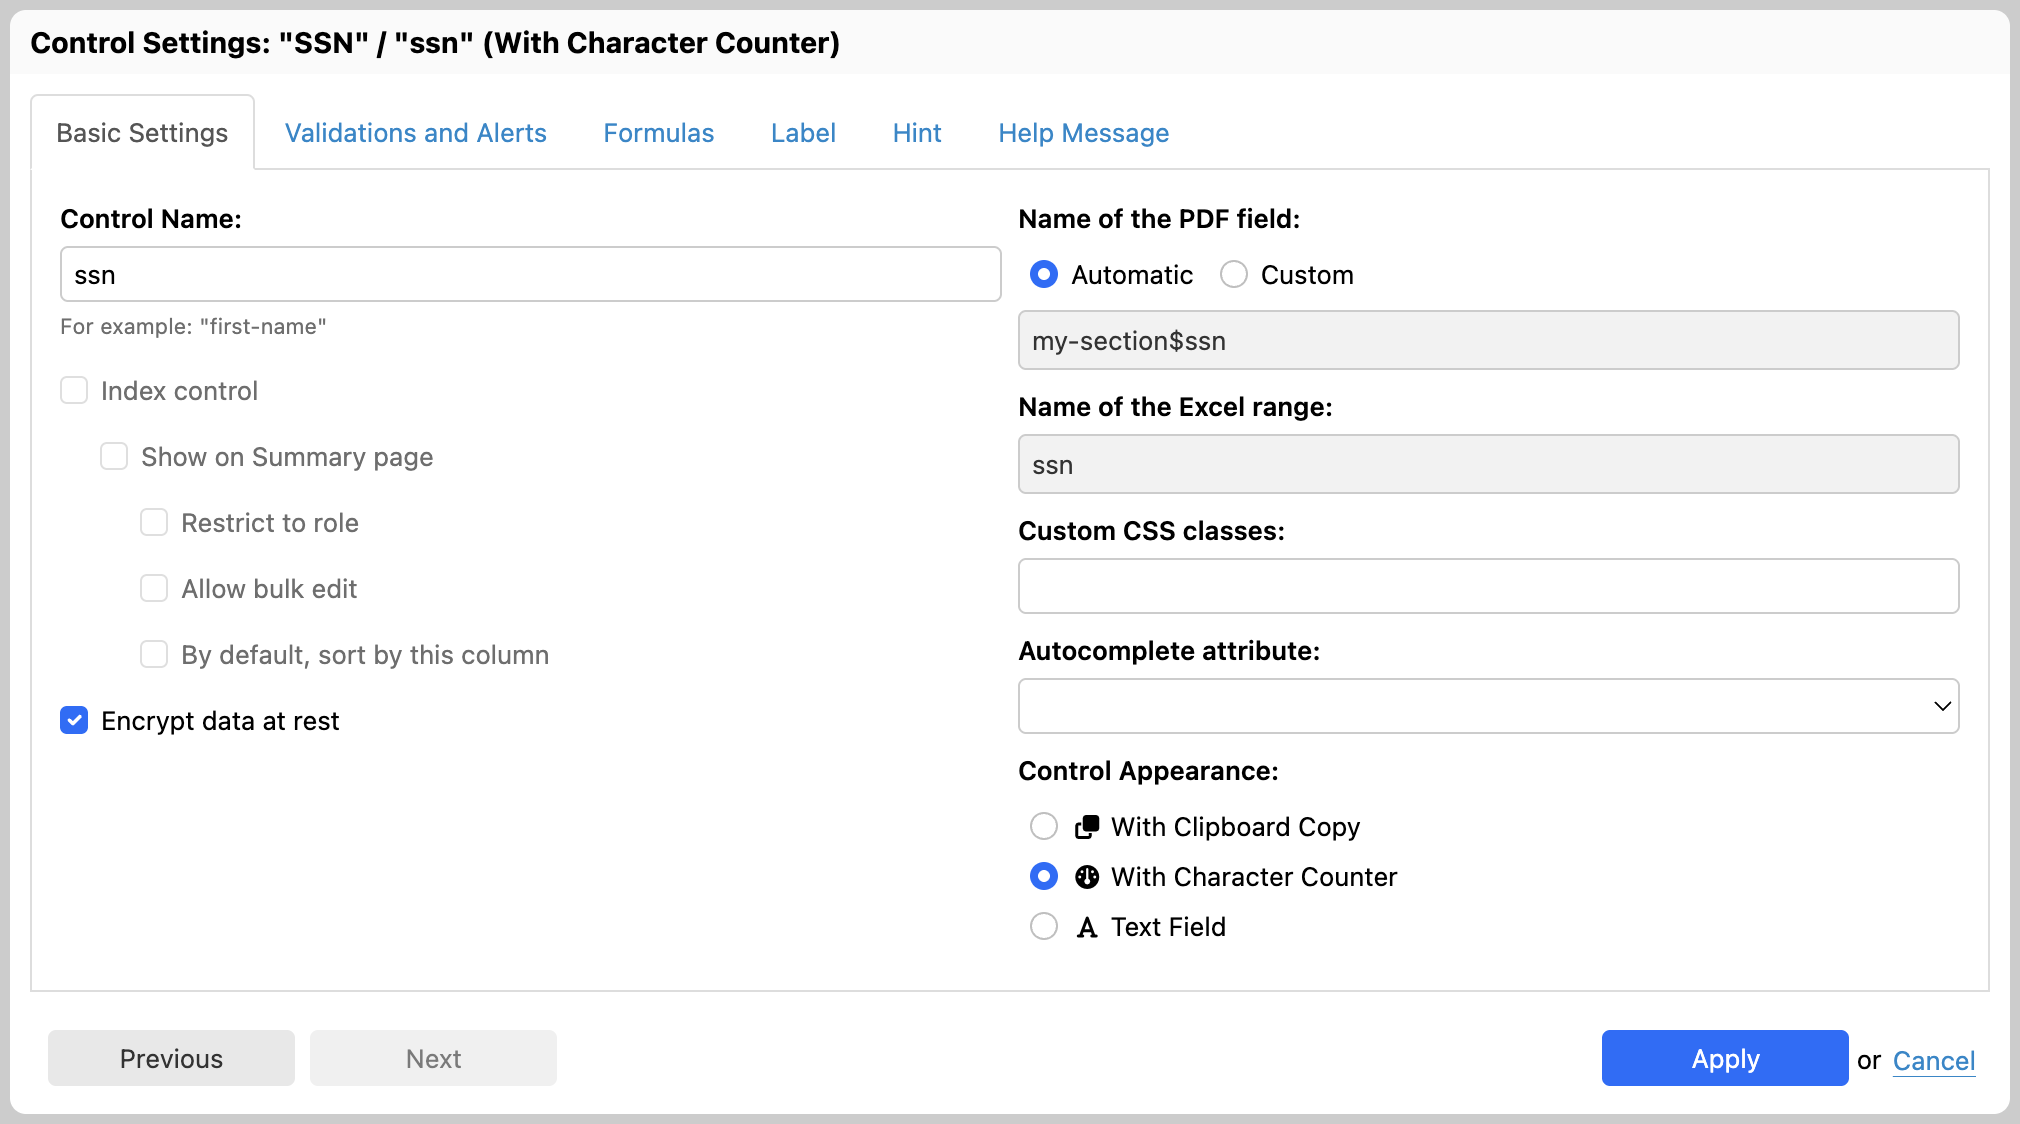 Control Settings: "SSN" / "ssn" (With Character Counter)
Basic Settings
Validations and Alerts
Formulas
Label
Hint
Help Message
Control Name:
ssn
For example: "first-name"
Index control
Show on Summary page
Restrict to role
Allow bulk edit
By default, sort by this column
Encrypt data at rest
Name of the PDF field:
Automatic
Custom
my-section$ssn
Name of the Excel range:
ssn
Custom CSS classes:
Autocomplete attribute:
Control Appearance:
With Clipboard Copy
With Character Counter
Text Field
Previous
Next
Apply or Cancel